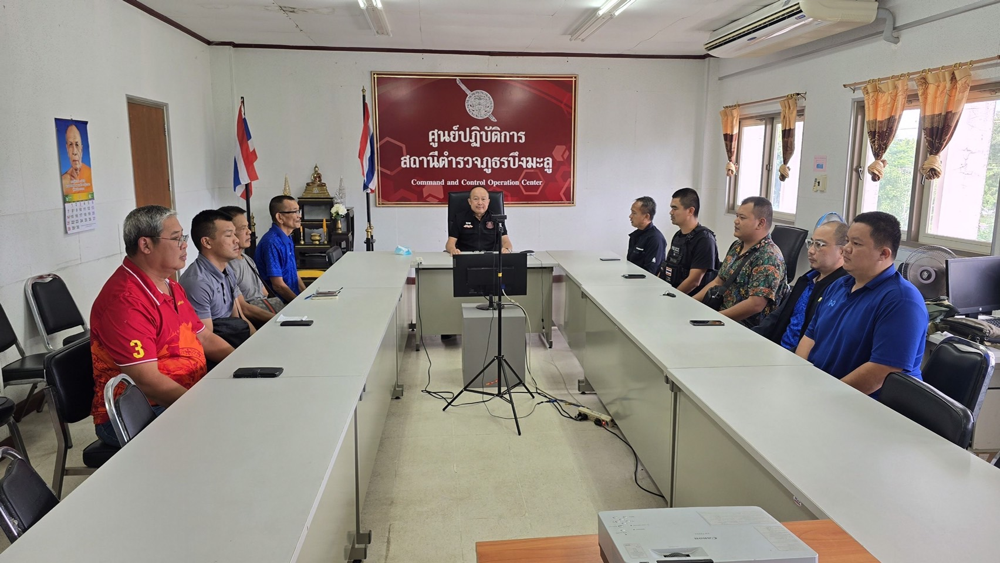 ศูนย์ปฏิบัติการ
สถานีตำรวจภูธรบึงมะลู
Command and Control Operation Center
3
POLICE
1
Canon